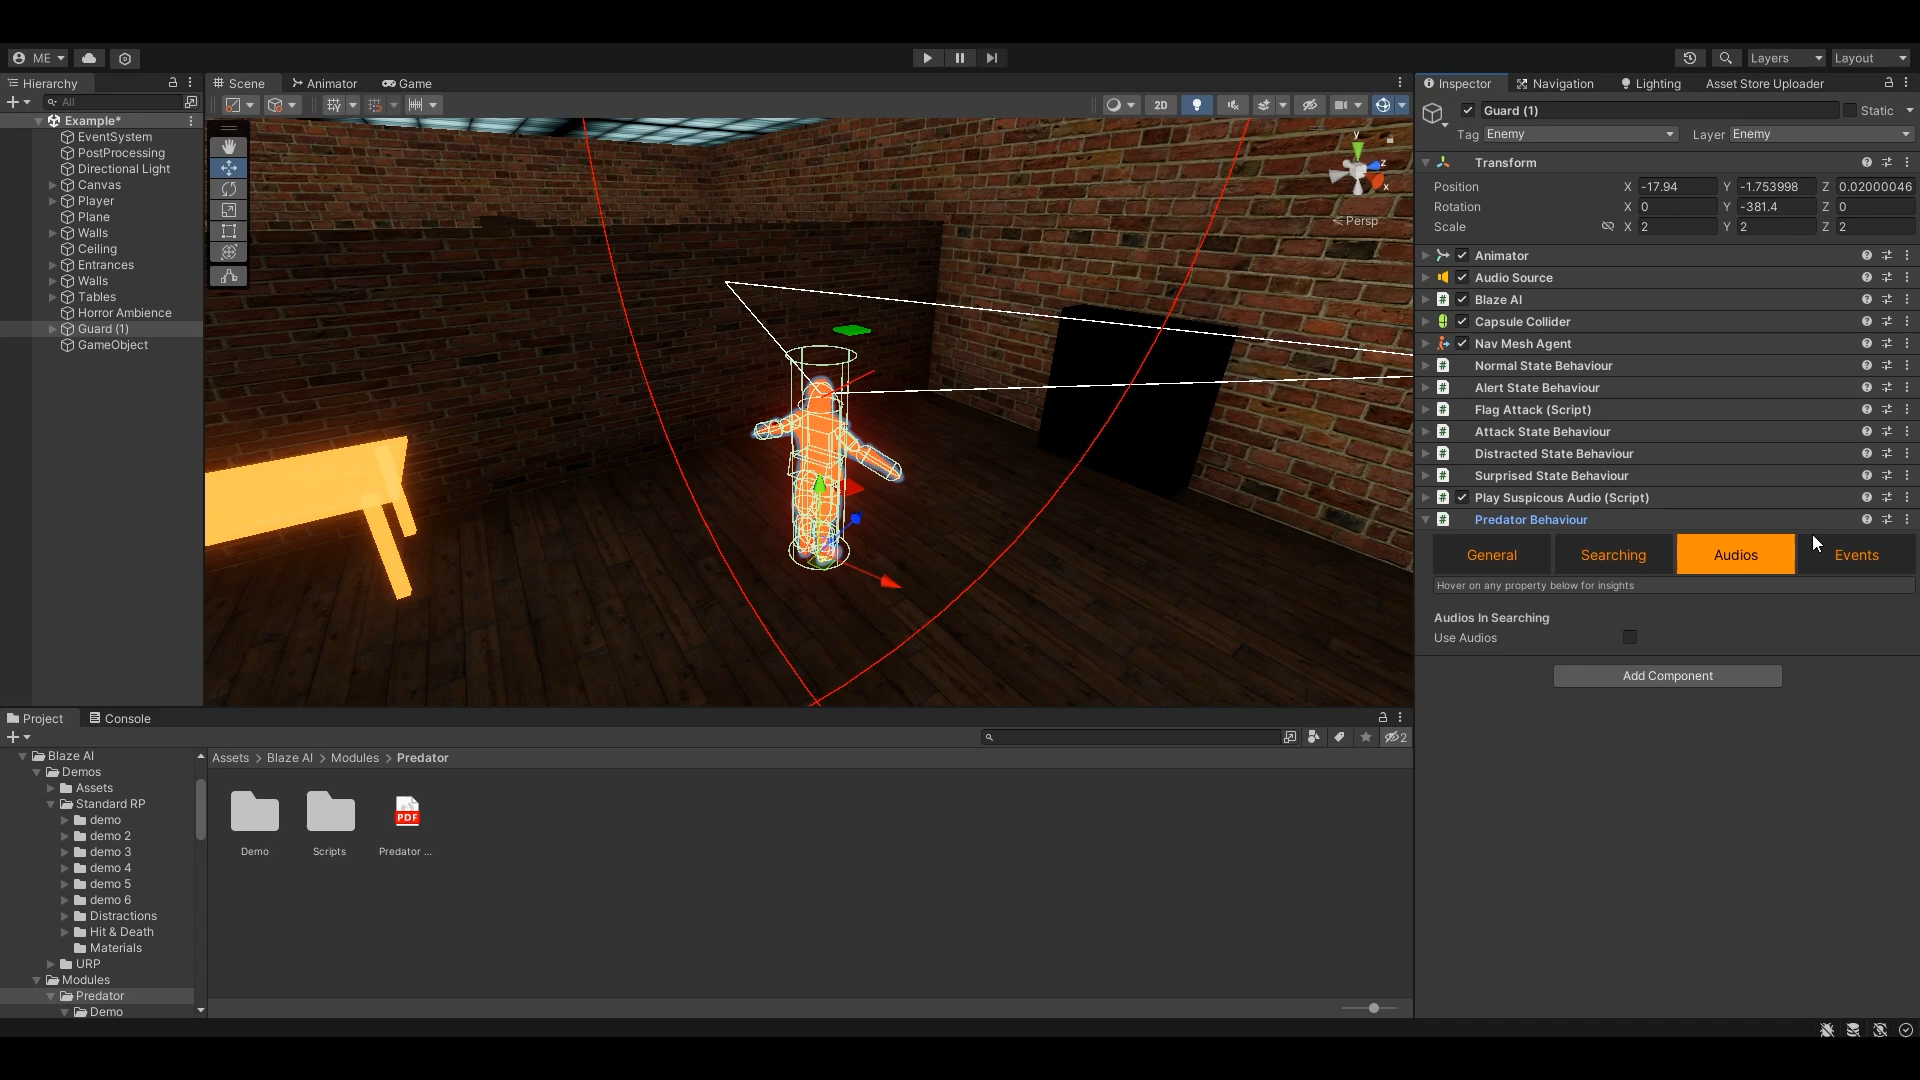 ME
Layers
Layout
Hierarchy
All
Example*
EventSystem
PostProcessing
Directional Light
Canvas
Player
Plane
Walls
Ceiling
Entrances
Walls
Tables
Horror Ambience
Guard (1)
GameObject
Scene
Animator
Game
2D
y
z
x
Persp
Inspector
Navigation
Lighting
Asset Store Uploader
Guard (1)
Static
Tag Enemy Layer Enemy
Transform
Position X -17.94 Y -1.753998 Z 0.02000046
Rotation X 0 Y -381.4 Z 0
Scale X 2 Y 2 Z 2
Animator
Audio Source
Blaze AI
Capsule Collider
Nav Mesh Agent
Normal State Behaviour
Alert State Behaviour
Flag Attack (Script)
Attack State Behaviour
Distracted State Behaviour
Surprised State Behaviour
Play Suspicous Audio (Script)
Predator Behaviour
General Searching Audios Events
Hover on any property below for insights
Audios In Searching
Use Audios
Add Component
Project
Console
2
Blaze AI
Demos
Assets
Standard RP
demo
demo 2
demo 3
demo 4
demo 5
demo 6
Distractions
Hit & Death
Materials
URP
Modules
Predator
Demo
Assets > Blaze AI > Modules > Predator
PDF
Demo
Scripts
Predator ...